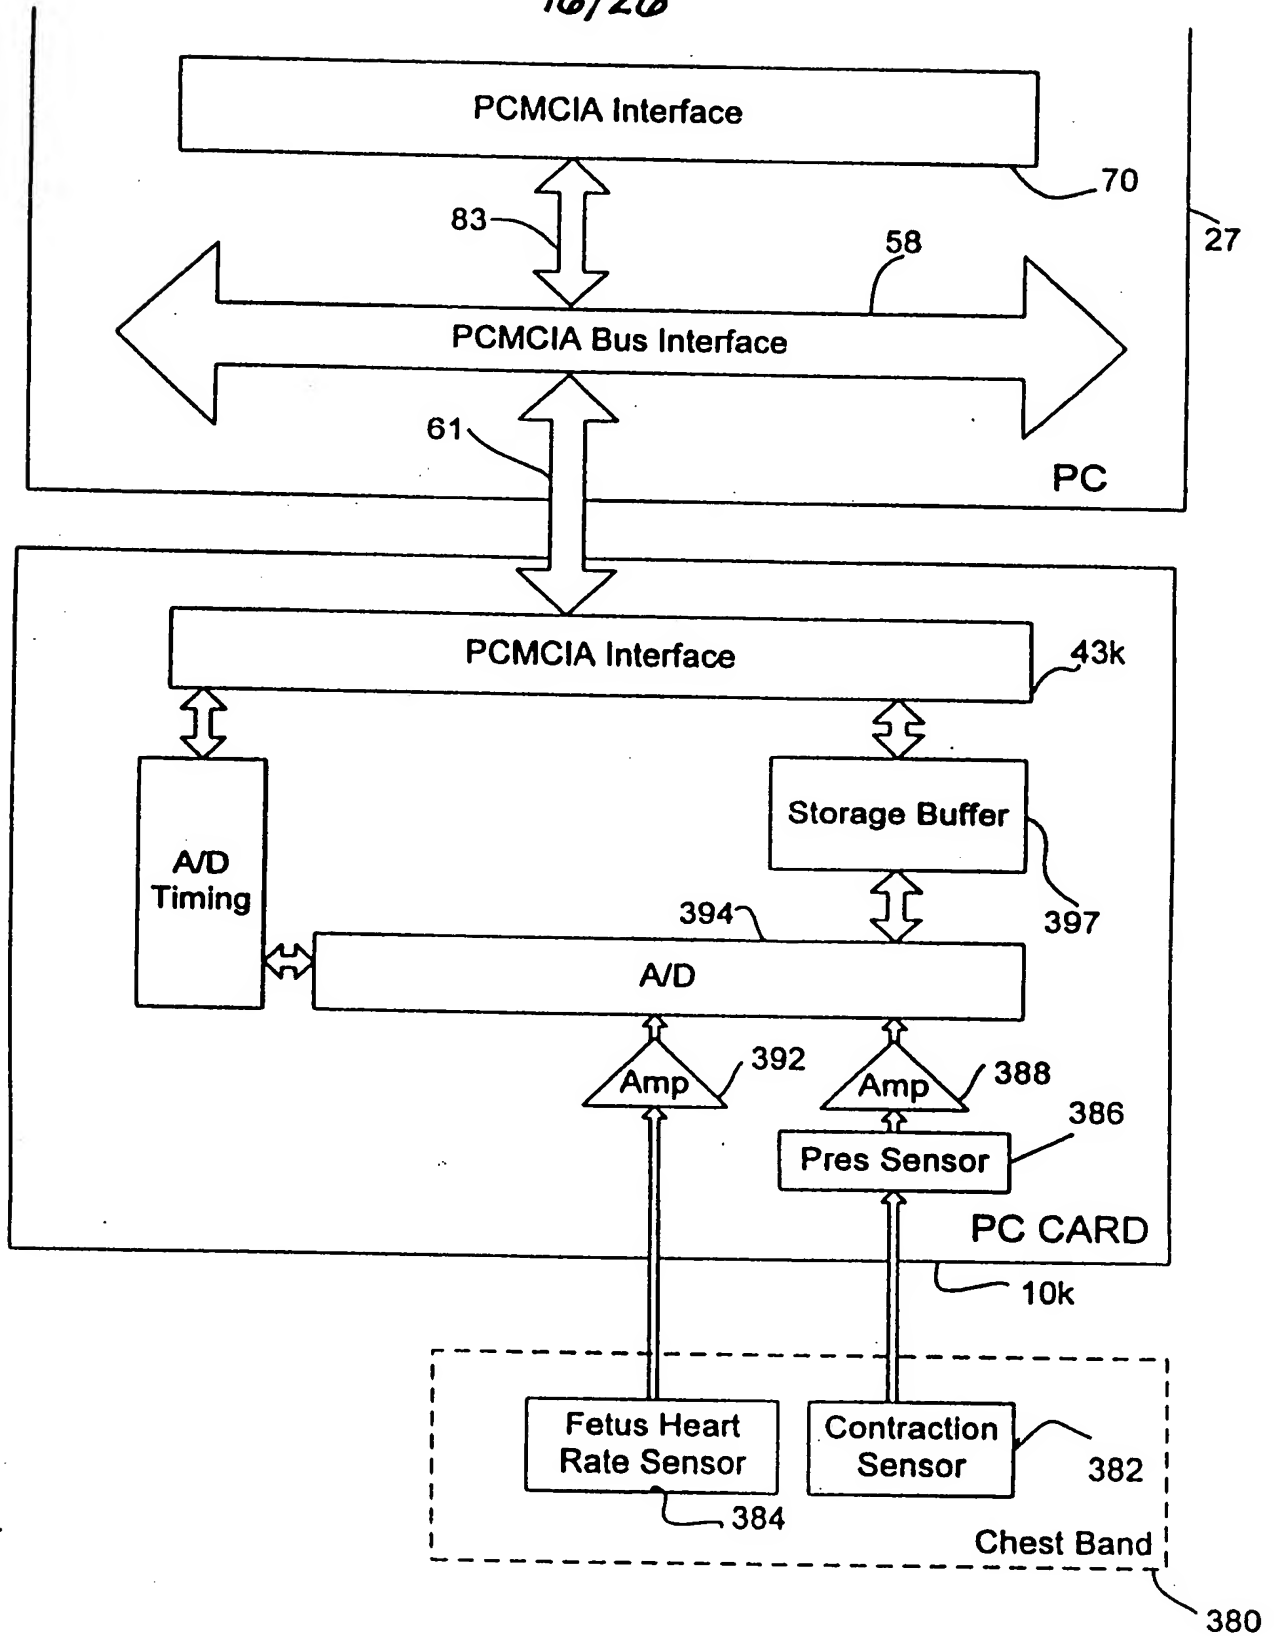 16/26
PCMCIA Interface
70
83
27
58
PCMCIA Bus Interface
61
PC
PCMCIA Interface
43k
Storage Buffer
A/D
Timing
397
394
A/D
392
Amp
388
Amp
386
Pres Sensor
PC CARD
10k
Fetus Heart
Rate Sensor
Contraction
Sensor
382
384
Chest Band
380